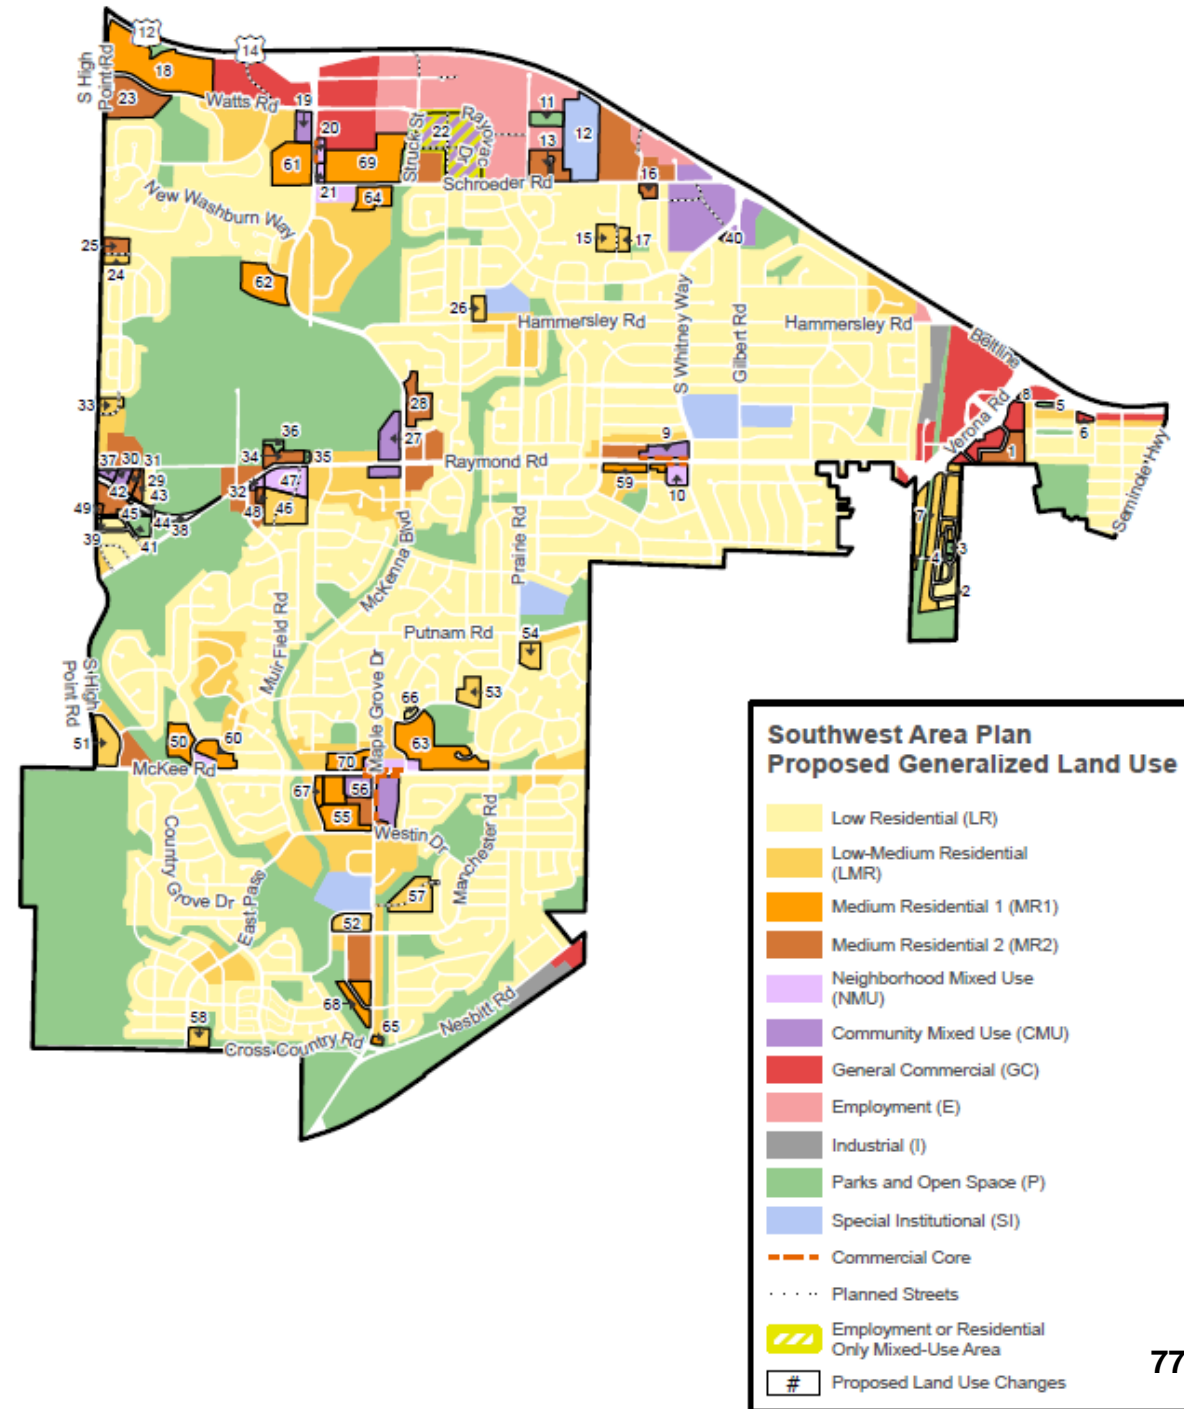 12
14
S High
Point Rd
18
23
Watts Rd
19
20
11
12
22
Rayovac
Dr
Struck St
13
61
69
21
64
Schroeder Rd
16
New Washburn Way
15
17
40
25
24
62
26
Hammersley Rd
S Whitney Way
Gilbert Rd
Hammersley Rd
Beltline
33
28
27
Verona Rd
8
5
6
1
Seminole Hwy
36
34
35
9
37
30
31
29
42
43
32
47
Raymond Rd
59
10
49
45
44
38
48
46
39
41
7
3
4
2
Prairie Rd
McKenna Blvd
Muir Field Rd
Putnam Rd
54
S High
Point Rd
Maple Grove Dr
53
66
51
50
60
63
McKee Rd
70
67
56
55
Westin Dr
Manchester Rd
Country
Grove Dr
East Pass
57
52
68
65
Nesbitt Rd
58
Cross Country Rd
Southwest Area Plan
Proposed Generalized Land Use
Low Residential (LR)
Low-Medium Residential
(LMR)
Medium Residential 1 (MR1)
Medium Residential 2 (MR2)
Neighborhood Mixed Use
(NMU)
Community Mixed Use (CMU)
General Commercial (GC)
Employment (E)
Industrial (I)
Parks and Open Space (P)
Special Institutional (SI)
Commercial Core
Planned Streets
Employment or Residential
Only Mixed-Use Area
# Proposed Land Use Changes
77